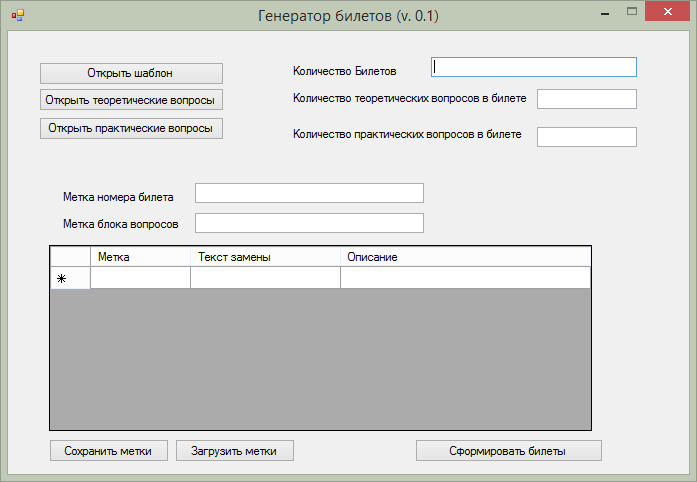 Генератор билетов (v. 0.1)
Открыть шаблон
Открыть теоретические вопросы
Открыть практические вопросы
Количество Билетов
Количество теоретических вопросов в билете
Количество практических вопросов в билете
Метка номера билета
Метка блока вопросов
Метка Текст замены Описание
Сохранить метки Загрузить метки Сформировать билеты